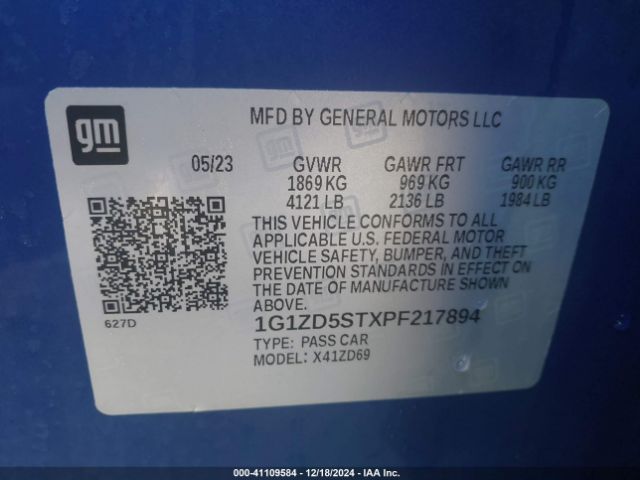 gm
MFD BY GENERAL MOTORS LLC
05/23 GVWR GAWR FRT GAWR RR
1869 KG 969 KG 900 KG
4121 LB 2136 LB 1984 LB
THIS VEHICLE CONFORMS TO ALL
APPLICABLE U.S. FEDERAL MOTOR
VEHICLE SAFETY, BUMPER, AND THEFT
PREVENTION STANDARDS IN EFFECT ON
THE DATE OF MANUFACTURE SHOWN
ABOVE.
627D
1G1ZD5STXPF217894
TYPE: PASS CAR
MODEL: X41ZD69
000-41109584 - 12/18/2024 - IAA Inc.